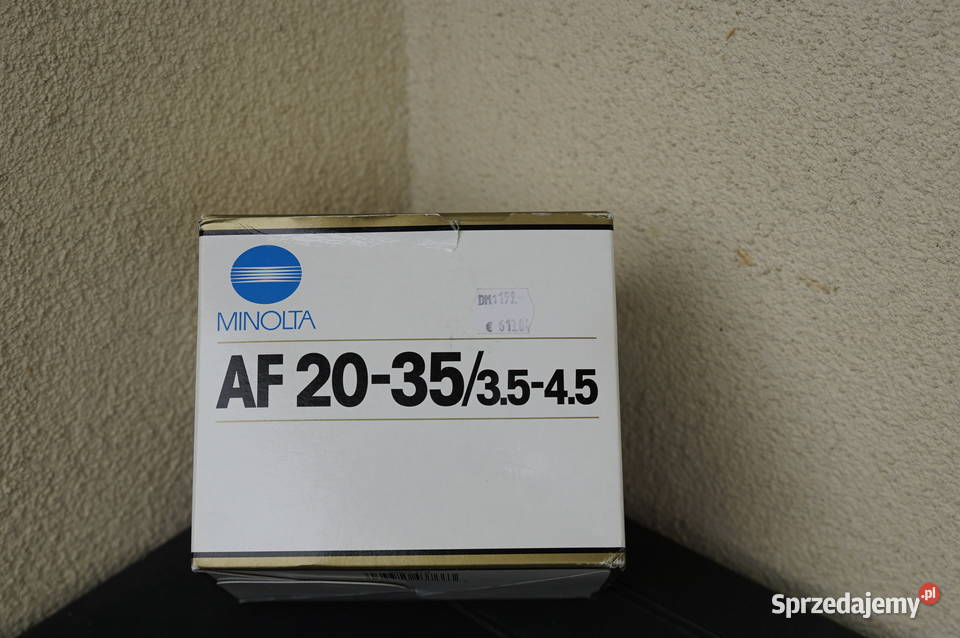 MINOLTA
AF 20-35/3.5-4.5
Sprzedajemy.pl